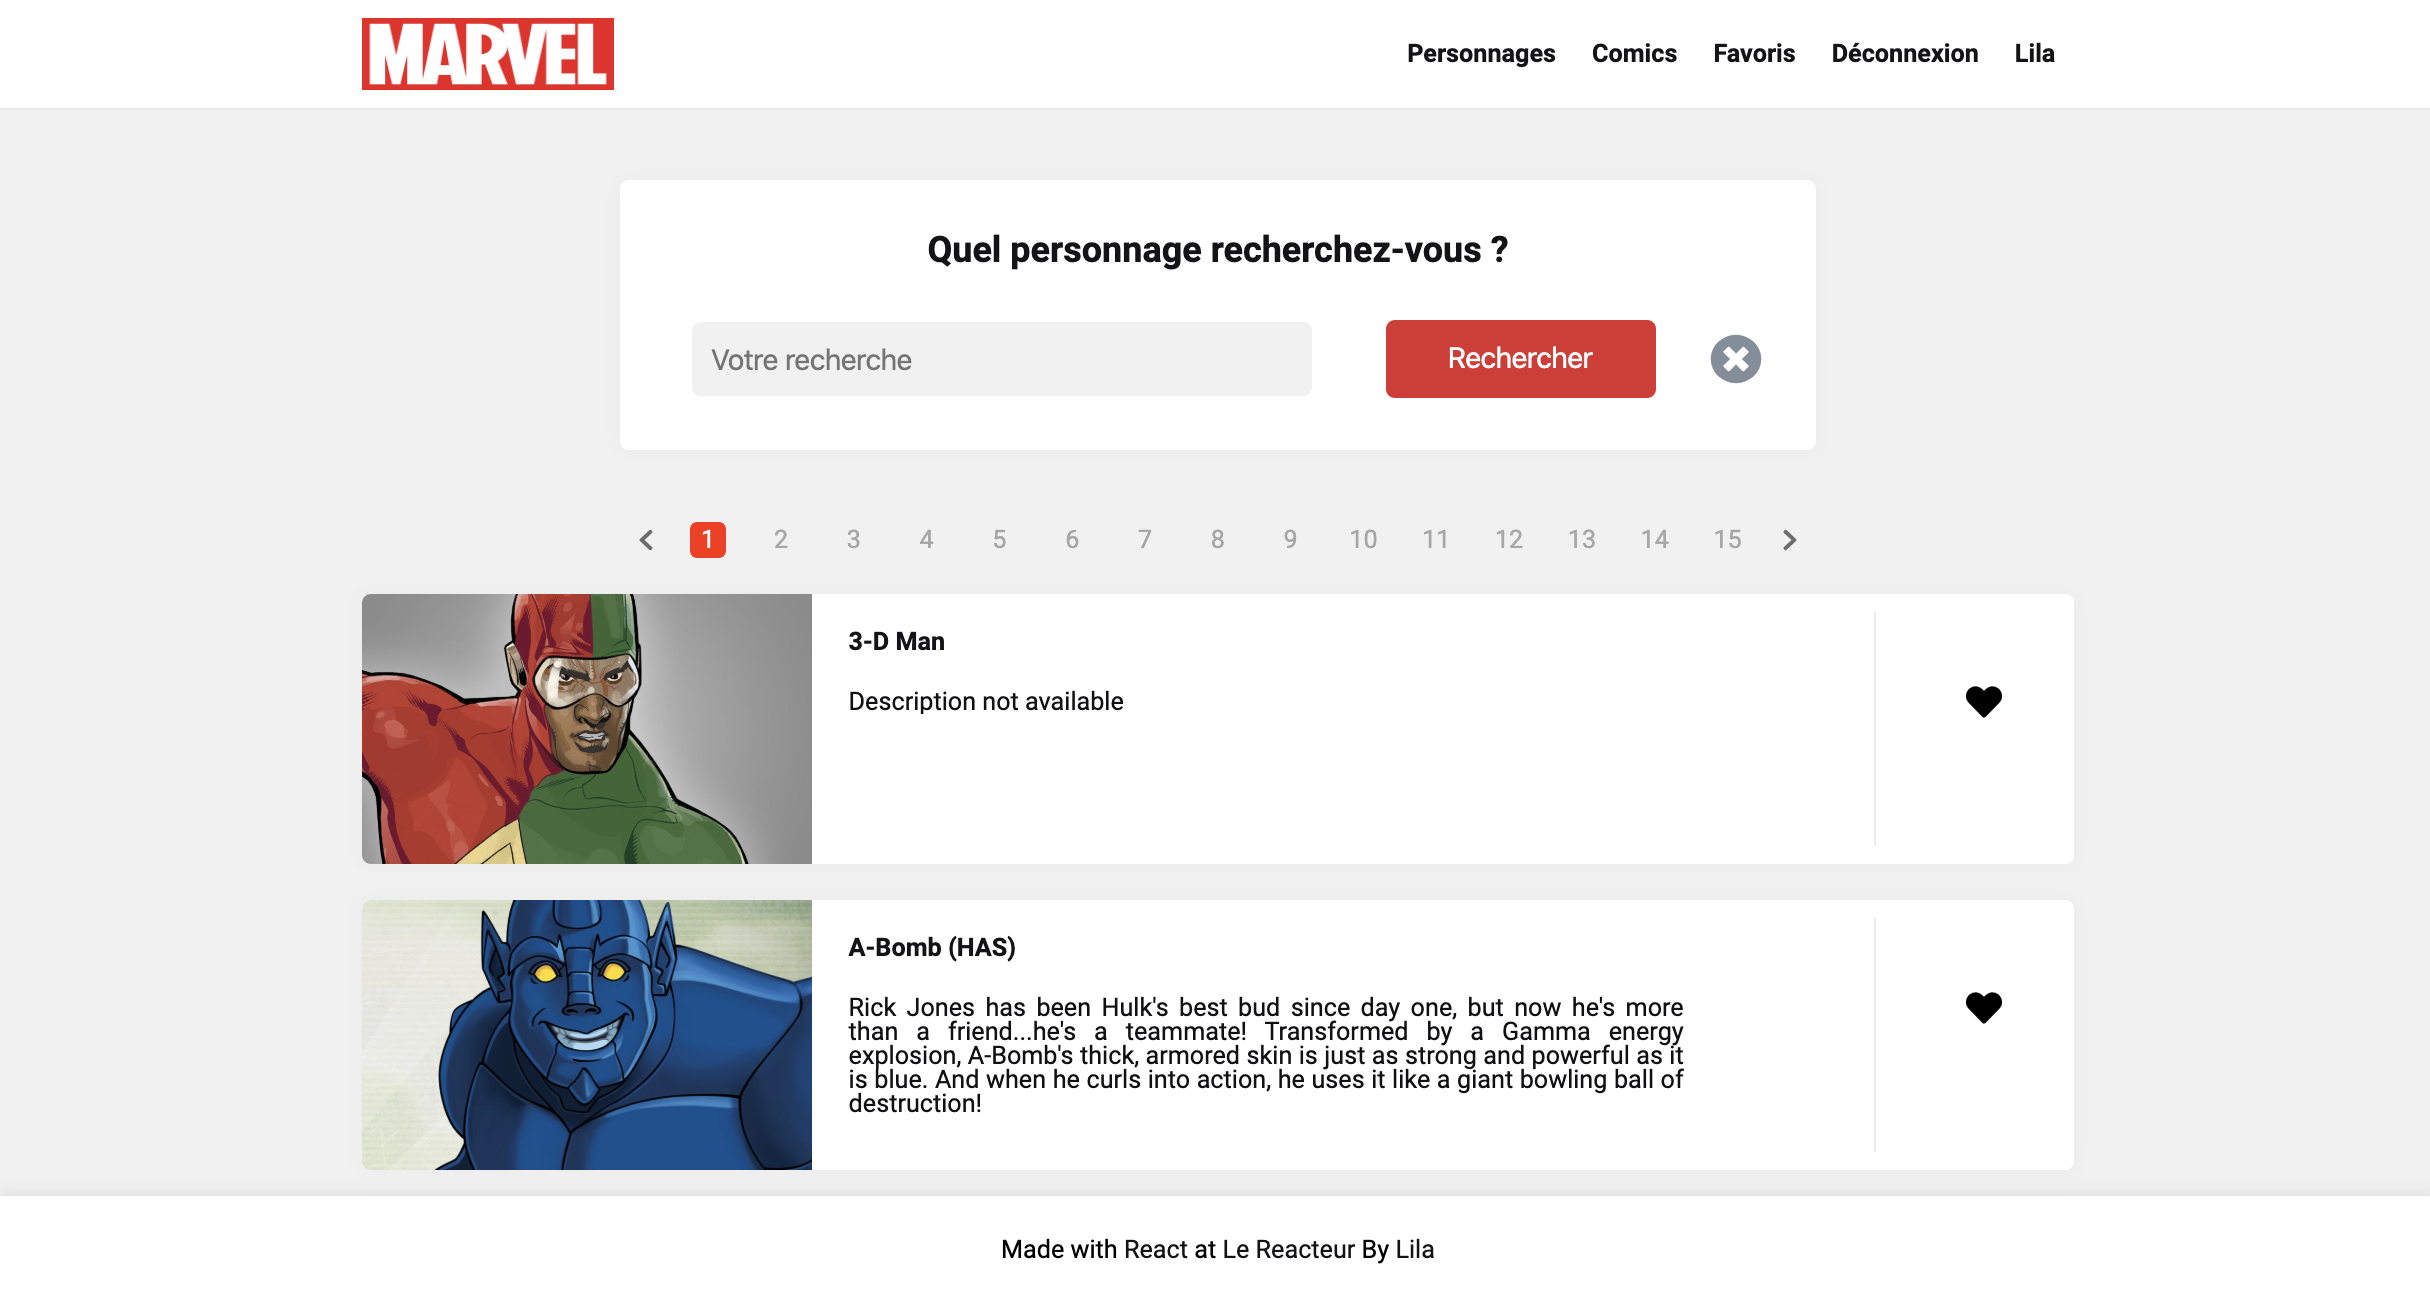 MARVEL
Personnages Comics Favoris Déconnexion Lila
Quel personnage recherchez-vous ?
Votre recherche Rechercher
1 2 3 4 5 6 7 8 9 10 11 12 13 14 15
3-D Man
Description not available
A-Bomb (HAS)
Rick Jones has been Hulk's best bud since day one, but now he's more
than a friend...he's a teammate! Transformed by a Gamma energy
explosion, A-Bomb's thick, armored skin is just as strong and powerful as it
is blue. And when he curls into action, he uses it like a giant bowling ball of
destruction!
Made with React at Le Reacteur By Lila